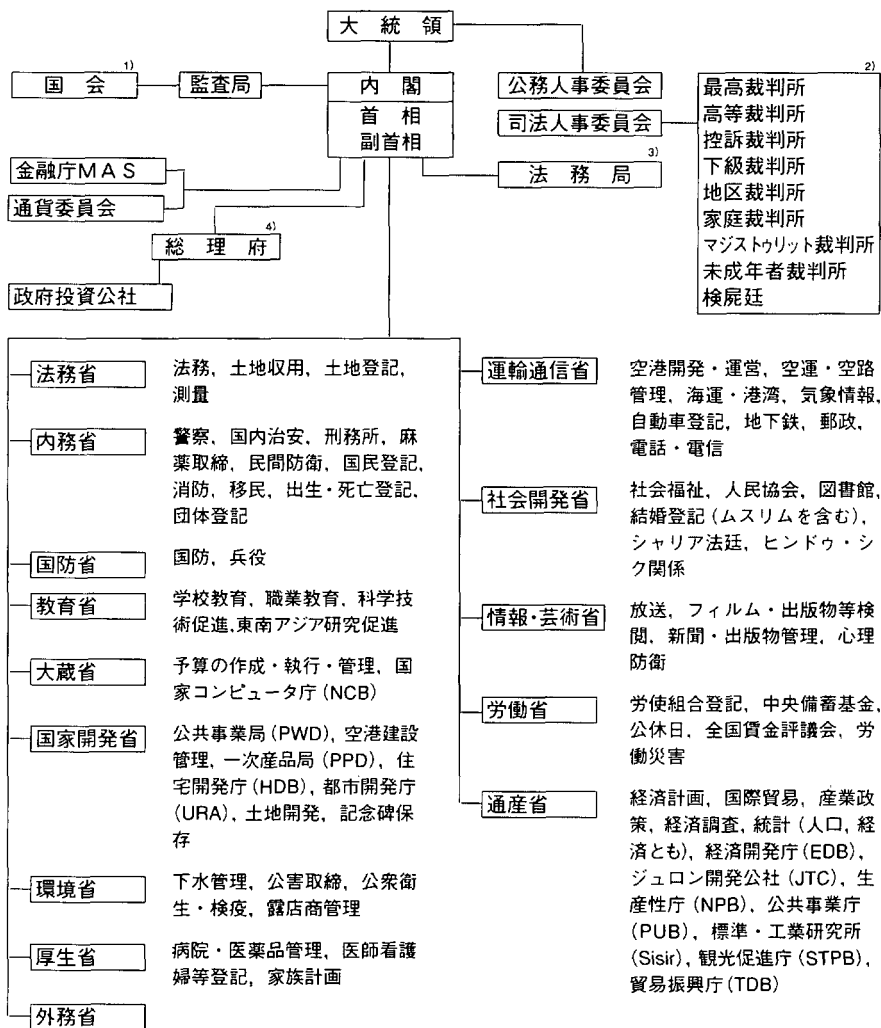 大統領
国会 1)
監査局
内閣
首相
副首相
公務人事委員会
司法人事委員会
法務局 3)
2)
最高裁判所
高等裁判所
控訴裁判所
下級裁判所
地区裁判所
家庭裁判所
マジストゥリット裁判所
未成年者裁判所
検屍廷
金融庁MAS
通貨委員会
総理府 4)
政府投資公社
法務省
法務，土地収用，土地登記，
測量
内務省
警察，国内治安，刑務所，麻
薬取締，民間防衛，国民登記，
消防，移民，出生・死亡登記，
団体登記
国防省
国防，兵役
教育省
学校教育，職業教育，科学技
術促進，東南アジア研究促進
大蔵省
予算の作成・執行・管理，国
家コンピュータ庁(NCB)
国家開発省
公共事業局(PWD)，空港建設
管理，一次産品局(PPD)，住
宅開発庁(HDB)，都市開発庁
(URA)，土地開発，記念碑保
存
環境省
下水管理，公害取締，公衆衛
生・検疫，露店商管理
厚生省
病院・医薬品管理，医師看護
婦等登記，家族計画
外務省
運輸通信省
空港開発・運営，空運・空路
管理，海運・港湾，気象情報，
自動車登記，地下鉄，郵政，
電話・電信
社会開発省
社会福祉，人民協会，図書館，
結婚登記(ムスリムを含む)，
シャリア法廷，ヒンドゥ・シ
ク関係
情報・芸術省
放送，フィルム・出版物等検
閲，新聞・出版物管理，心理
防衛
労働省
労使組合登記，中央備蓄基金，
公休日，全国賃金評議会，労
働災害
通産省
経済計画，国際貿易，産業政
策，経済調査，統計(人口，経
済とも)，経済開発庁(EDB)，
ジュロン開発公社(JTC)，生
産性庁(NPB)，公共事業庁
(PUB)，標準・工業研究所
(Sisir)，観光促進庁(STPB)，
貿易振興庁(TDB)